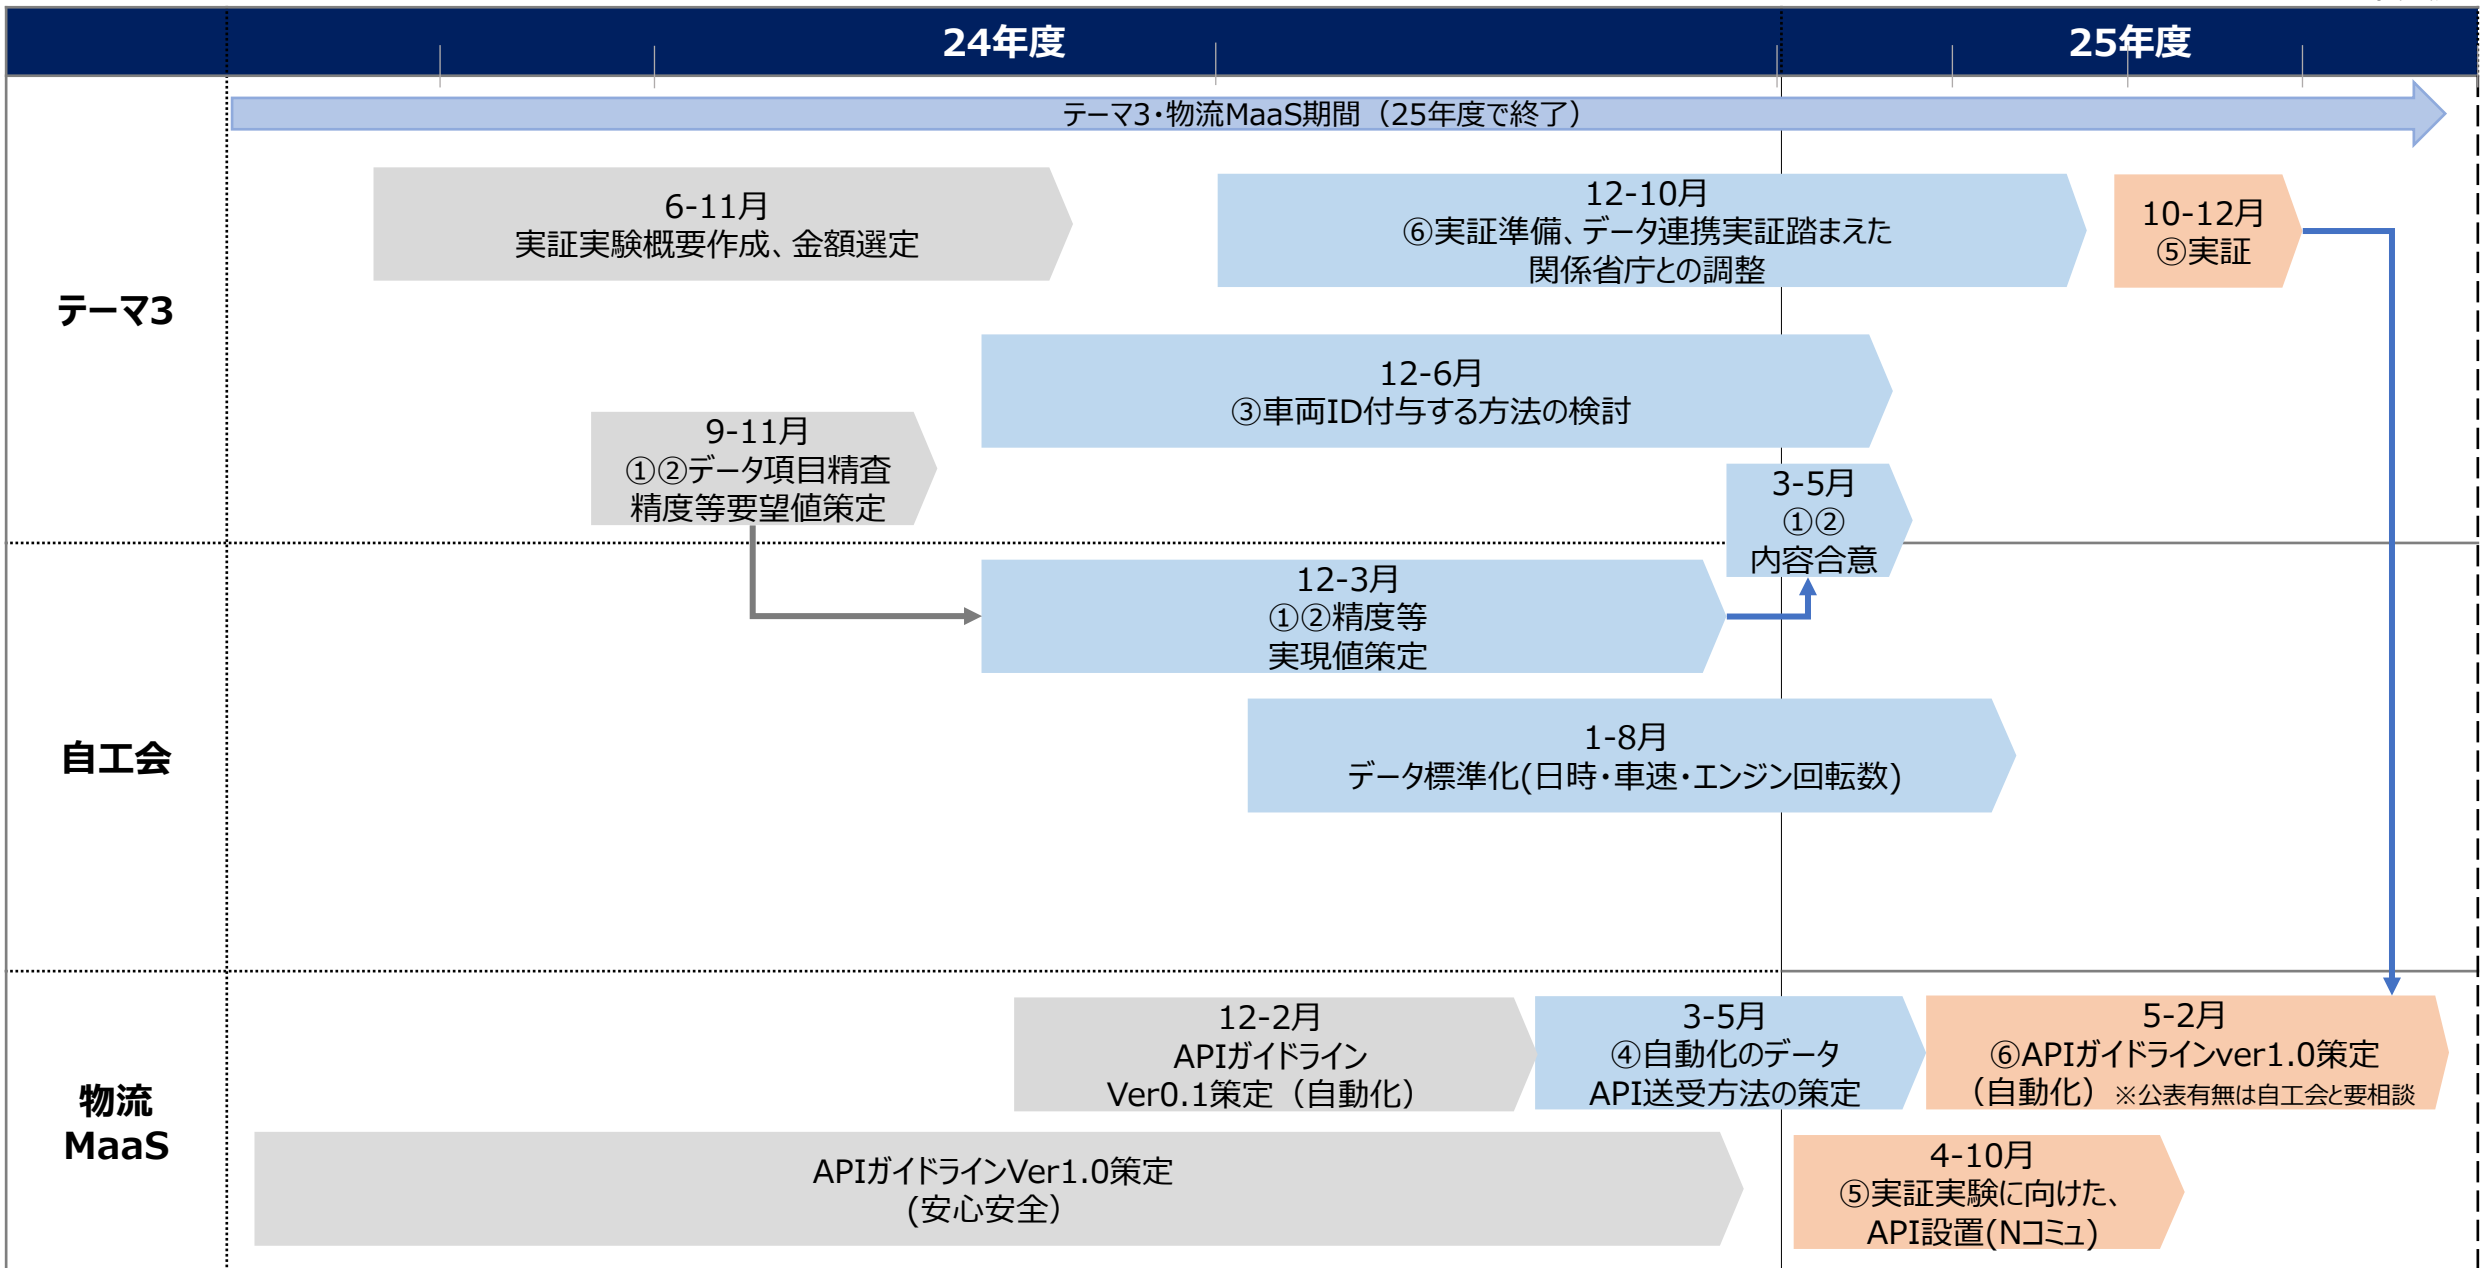 24年度
25年度
テーマ3・物流MaaS期間（25年度で終了）
テーマ3
6-11月
実証実験概要作成、金額選定
12-10月
⑥実証準備、データ連携実証踏まえた
関係省庁との調整
10-12月
⑤実証
12-6月
③車両ID付与する方法の検討
9-11月
①②データ項目精査
精度等要望値策定
3-5月
①②
内容合意
自工会
12-3月
①②精度等
実現値策定
1-8月
データ標準化(日時・車速・エンジン回転数)
物流
MaaS
12-2月
APIガイドライン
Ver0.1策定（自動化）
3-5月
④自動化のデータ
API送受方法の策定
5-2月
⑥APIガイドラインver1.0策定
（自動化）※公表有無は自工会と要相談
APIガイドラインVer1.0策定
(安心安全）
4-10月
⑤実証実験に向けた、
API設置(Nコミュ)